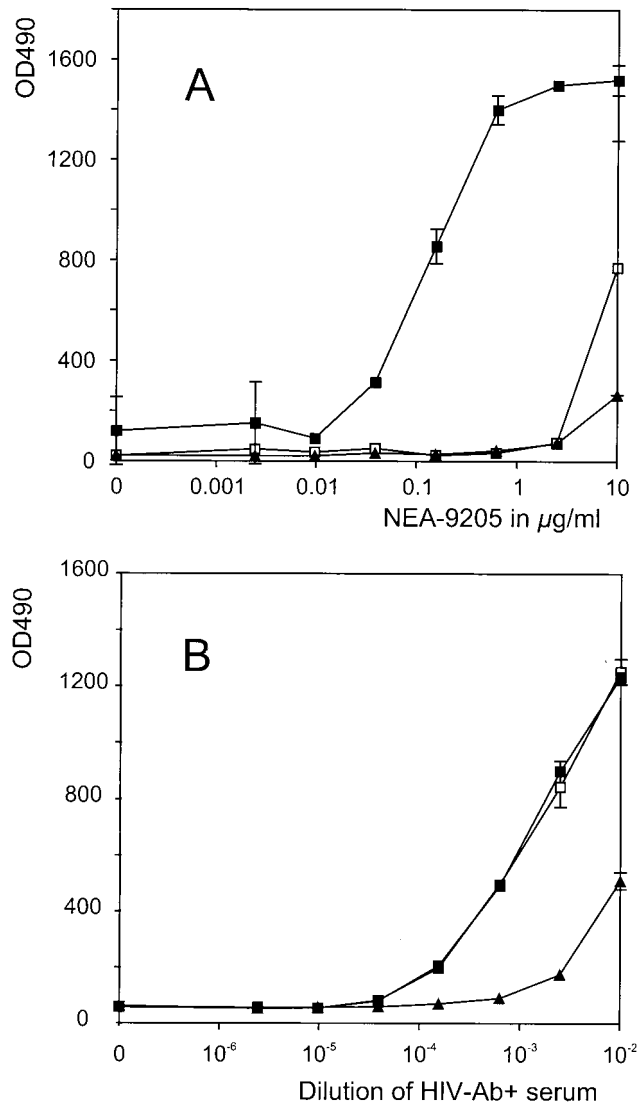 OD490
A
1600
1200
800
400
0
0 0.001 0.01 0.1 1 10
NEA-9205 in µg/ml
OD490
B
1600
1200
800
400
0
0 10⁻⁶ 10⁻⁵ 10⁻⁴ 10⁻³ 10⁻²
Dilution of HIV-Ab+ serum